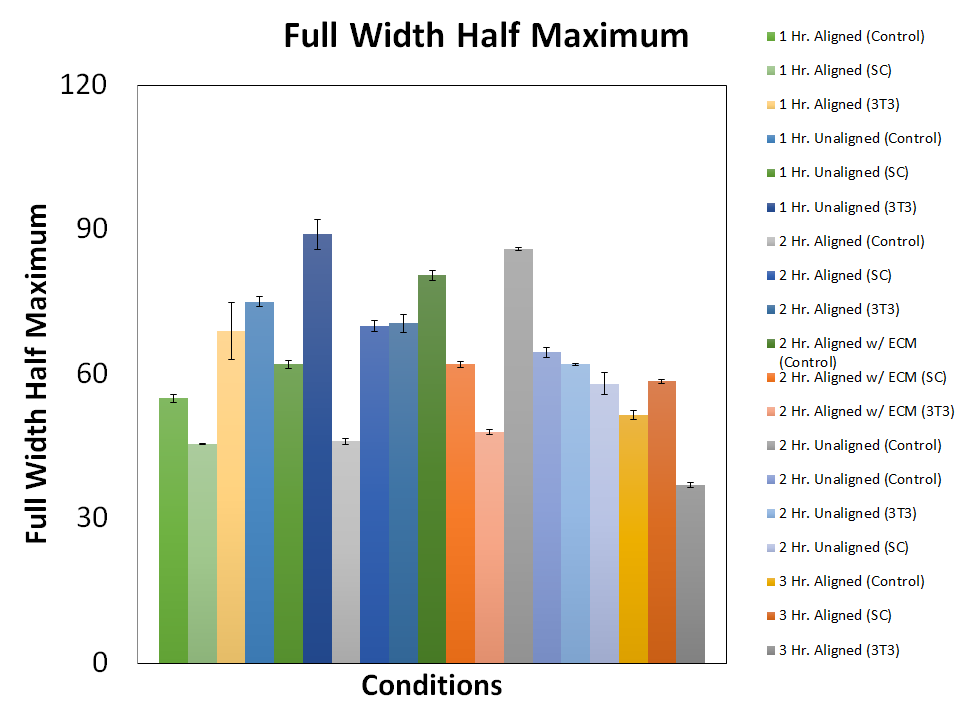 Full Width Half Maximum
Full Width Half Maximum
120
90
60
30
0
Conditions
1 Hr. Aligned (Control)
1 Hr. Aligned (SC)
1 Hr. Aligned (3T3)
1 Hr. Unaligned (Control)
1 Hr. Unaligned (SC)
1 Hr. Unaligned (3T3)
2 Hr. Aligned (Control)
2 Hr. Aligned (SC)
2 Hr. Aligned (3T3)
2 Hr. Aligned w/ ECM
(Control)
2 Hr. Aligned w/ ECM (SC)
2 Hr. Aligned w/ ECM (3T3)
2 Hr. Unaligned (Control)
2 Hr. Unaligned (Control)
2 Hr. Unaligned (3T3)
2 Hr. Unaligned (SC)
3 Hr. Aligned (Control)
3 Hr. Aligned (SC)
3 Hr. Aligned (3T3)